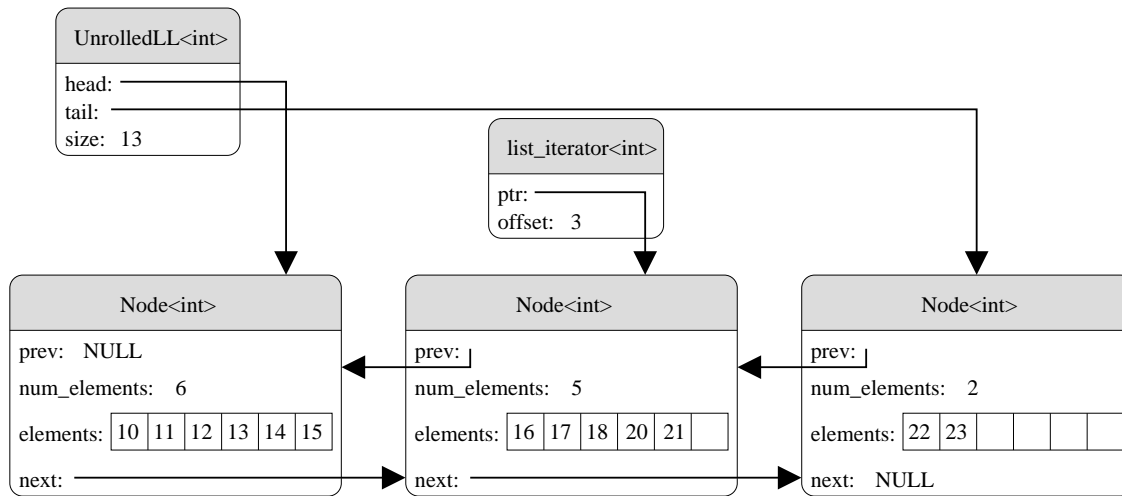 UnrolledLL<int>
head:
tail:
size: 13
list_iterator<int>
ptr:
offset: 3
Node<int>
prev: NULL
num_elements: 6
elements: 10 11 12 13 14 15
next:
Node<int>
prev:
num_elements: 5
elements: 16 17 18 20 21
next:
Node<int>
prev:
num_elements: 2
elements: 22 23
next: NULL